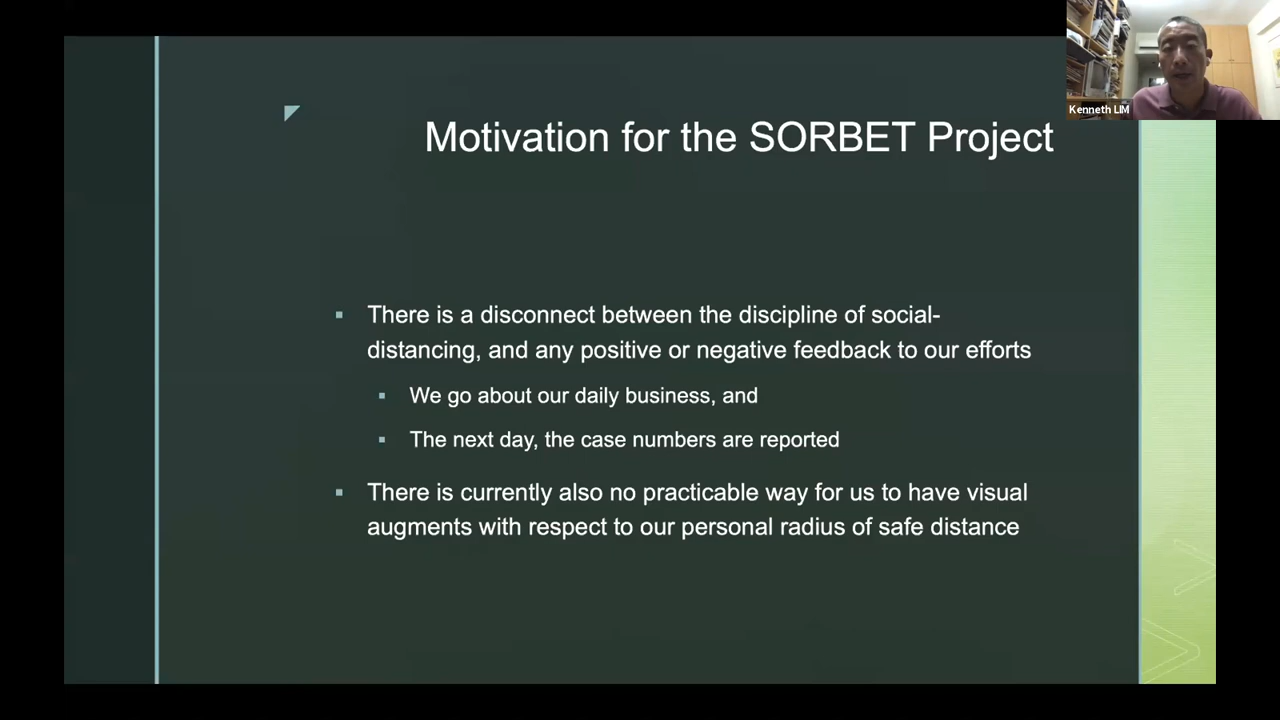 Kenneth LIM
Motivation for the SORBET Project
There is a disconnect between the discipline of social-
distancing, and any positive or negative feedback to our efforts
We go about our daily business, and
The next day, the case numbers are reported
There is currently also no practicable way for us to have visual
augments with respect to our personal radius of safe distance